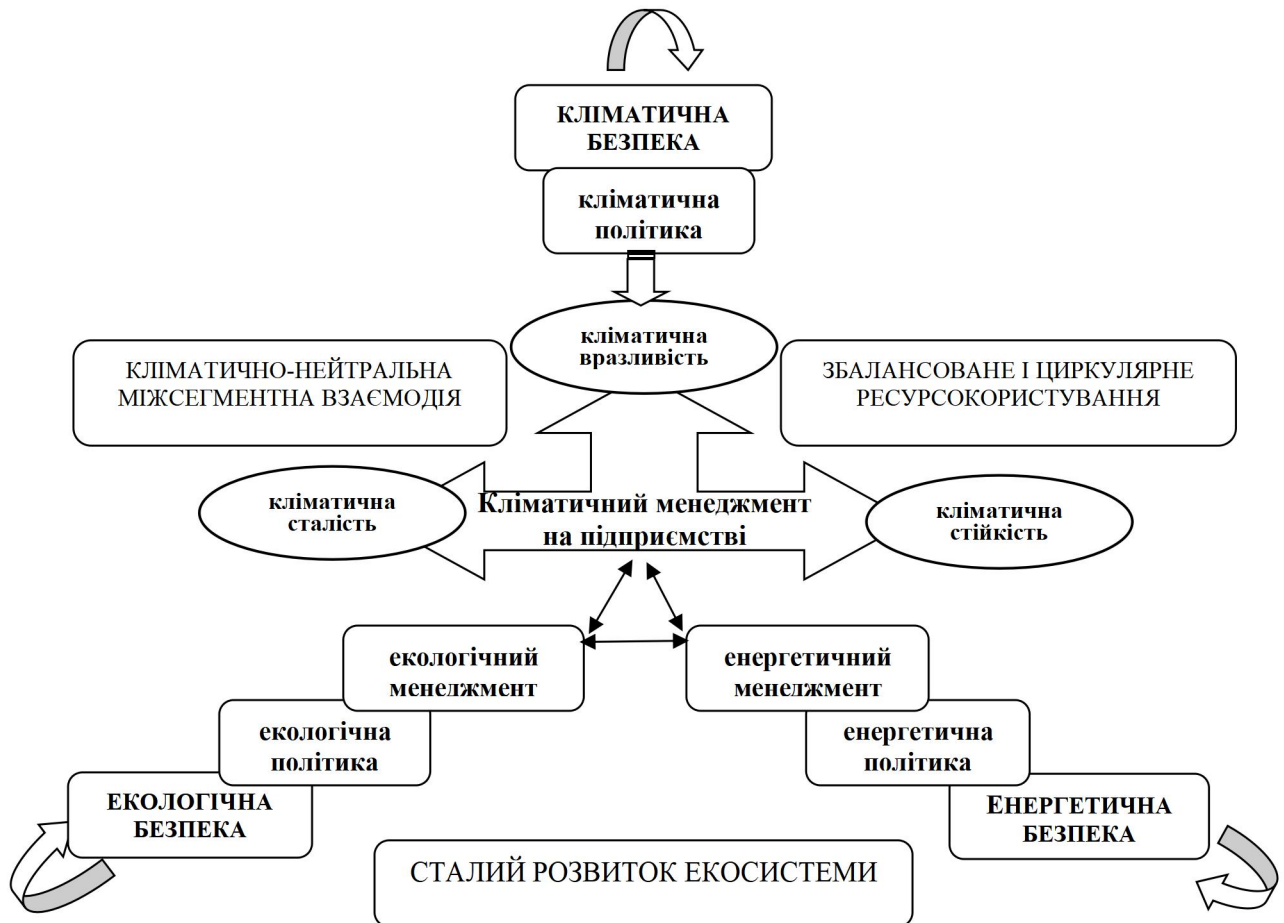 КЛІМАТИЧНА
БЕЗПЕКА
кліматична
політика
кліматична
вразливість
КЛІМАТИЧНО-НЕЙТРАЛЬНА
МІЖСЕГМЕНТНА ВЗАЄМОДІЯ
ЗБАЛАНСОВАНЕ І ЦИРКУЛЯРНЕ
РЕСУРСОКОРИСТУВАННЯ
кліматична
сталість
Кліматичний менеджмент
на підприємстві
кліматична
стійкість
екологічний
менеджмент
енергетичний
менеджмент
екологічна
політика
енергетична
політика
ЕКОЛОГІЧНА
БЕЗПЕКА
ЕНЕРГЕТИЧНА
БЕЗПЕКА
СТАЛИЙ РОЗВИТОК ЕКОСИСТЕМИ